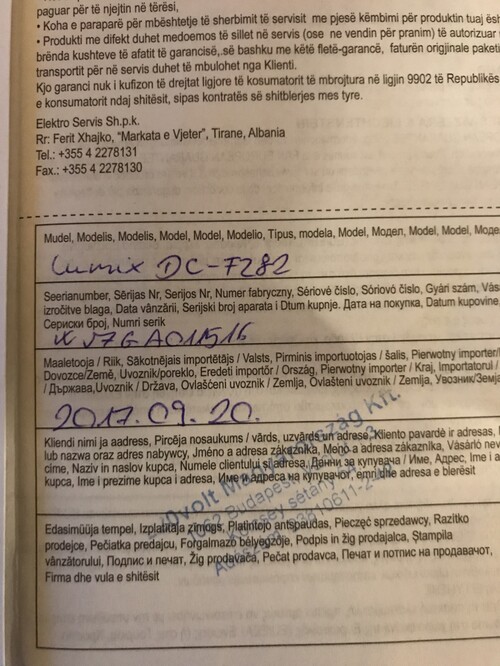 paguar për të njejtin në tërësi,
• Koha e paraparë për mbështetje të sherbimit të servisit me pjesë këmbimi për produktin tuaj ësh
• Produkti me difekt duhet medoemos të sillet në servis (ose ne vendin për pranim) të autorizuar
brënda kushteve të afatit të garancisë,.së bashku me këtë fletë-garancë, faturën origjinale paketi
transportit për në servis duhet të mbulohet nga Klienti.
Kjo garanci nuk i kufizon të drejtat ligjore të kosumatorit të mbrojtura në ligjin 9902 të Republikës
e konsumatorit ndaj shitësit, sipas kontratës së shitblerjes mes tyre.
Elektro Servis Sh.p.k.
Rr: Ferit Xhajko, “Markata e Vjeter”, Tirane, Albania
Tel.: +355 4 2278131
Fax.: +355 4 2278130
Mudel, Modelis, Modelis, Model, Model, Modelio, Tipus, modela, Model, Модел, Model, Model, Моде
Lumix DC-FZ82
Seerianumber, Sērijas Nr, Serijos Nr, Numer fabryczny, Sériové číslo, Sóriovó číslo, Gyári szám, Vás
izročitve blaga, Data vânzării, Serijski broj aparata i Dtum kupnje. Дата на покупка, Datum kupovine
Сериски број, Numri serik
Maaletooja / Riik, Sākotnējais importētājs / Valsts, Pirminis importuotojas / šalis, Pierwotny importer/
Dovozce/Země, Uvoznik/poreklo, Eredeti importőr / Ország, Pierwotny importer / Kraj, Importatorul /
/ Държава,Uvoznik / Država, Ovlaščeni uvoznik / Zemlja, Ovlašteni uvoznik / Zemlja, Увозник/Земја
2017.09.20.
Kliendi nimi ja aadress, Pircēja nosaukums / vārds, uzvārds un adrese, Kliento pavardė ir adresas,
lub nazwa oraz adres nabywcy, Jméno a adresa zákazníka, Meno a adresa zákazníka, Vásárló nev
címe, Naziv in naslov kupca, Numele clientului si adresa, Данни за купувача / Име, Адрес, Ime i a
kupca, Ime i prezime kupca i adresa, Име и адреса на купувачот, emri dhe adresa e blerësit
Edasimüüja tempel, Izplatītāja zīmogs, Platintojo antspaudas, Pieczęć sprzedawcy, Razítko
prodejce, Pečiatka predajcu, Forgalmazó bélyegzője, Podpis in žig prodajalca, Ştampila
vânzătorului, Подпис и печат, Žig prodavača, Pečat prodavca, Печат и потпис на продавачот,
Firma dhe vula e shitësit